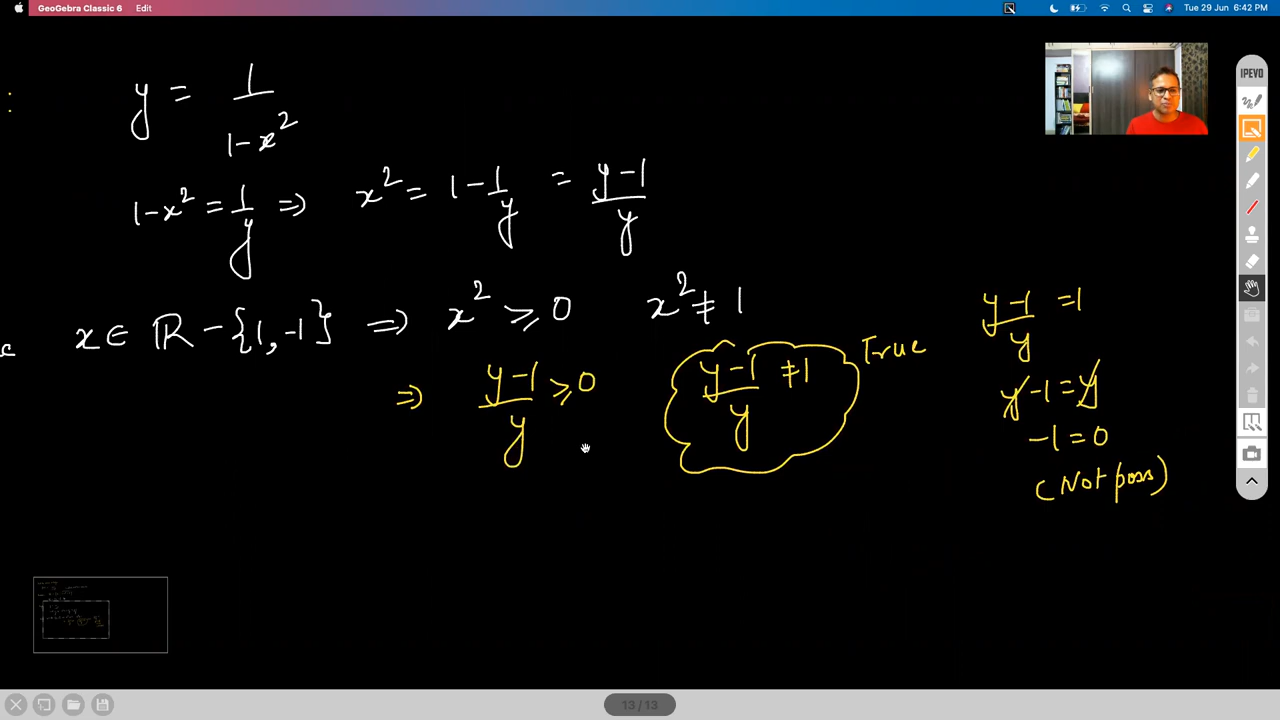 GeoGebra Classic 6 Edit Tue 29 Jun 6:42 PM
IPEVO
: y = 1/(1-x²)
1-x² = 1/y ⇒ x² = 1 - 1/y = (y-1)/y
x ∈ ℝ - {1, -1} ⇒ x² ⩾ 0 x² ≠ 1
⇒ (y-1)/y ⩾ 0 (y-1)/y ≠ 1 True
(y-1)/y = 1
y - 1 = y
-1 = 0
(Not poss)
13/13